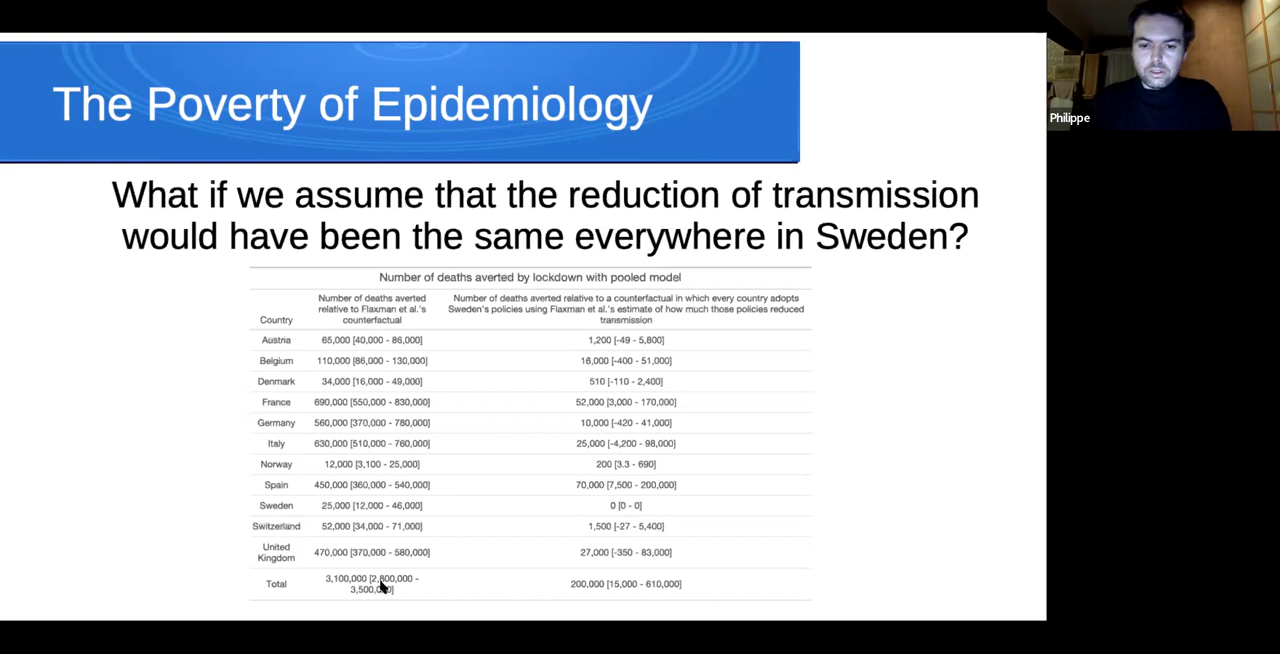 The Poverty of Epidemiology
Philippe
What if we assume that the reduction of transmission
would have been the same everywhere in Sweden?
Number of deaths averted by lockdown with pooled model
Country
Number of deaths averted
relative to Flaxman et al.'s
counterfactual
Number of deaths averted relative to a counterfactual in which every country adopts
Sweden's policies using Flaxman et al.'s estimate of how much those policies reduced
transmission
Austria 65,000 [40,000 - 86,000] 1,200 [-49 - 5,800]
Belgium 110,000 [86,000 - 130,000] 16,000 [-400 - 51,000]
Denmark 34,000 [16,000 - 49,000] 510 [-110 - 2,400]
France 690,000 [550,000 - 830,000] 52,000 [3,000 - 170,000]
Germany 560,000 [370,000 - 780,000] 10,000 [-420 - 41,000]
Italy 630,000 [510,000 - 760,000] 25,000 [-4,200 - 98,000]
Norway 12,000 [3,100 - 25,000] 200 [3.3 - 690]
Spain 450,000 [360,000 - 540,000] 70,000 [7,500 - 200,000]
Sweden 25,000 [12,000 - 46,000] 0 [0 - 0]
Switzerland 52,000 [34,000 - 71,000] 1,500 [-27 - 5,400]
United
Kingdom
470,000 [370,000 - 580,000] 27,000 [-350 - 83,000]
Total
3,100,000 -
200,000 [15,000 - 610,000]